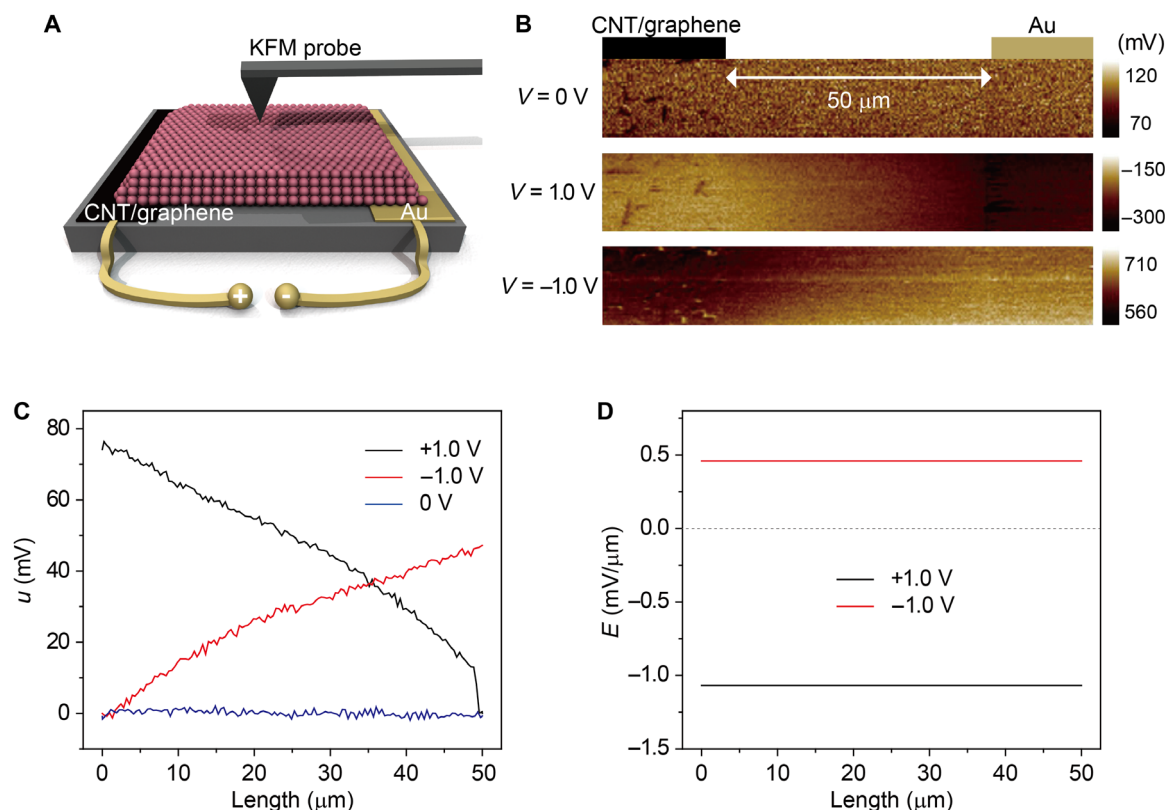 A
KFM probe
CNT/graphene
Au
+
-
B
CNT/graphene
Au
(mV)
V = 0 V
50 μm
120
70
V = 1.0 V
–150
–300
V = –1.0 V
710
560
C
80
60
40
20
0
u (mV)
+1.0 V
–1.0 V
0 V
0 10 20 30 40 50
Length (μm)
D
0.5
0.0
–0.5
–1.0
–1.5
E (mV/μm)
+1.0 V
–1.0 V
0 10 20 30 40 50
Length (μm)